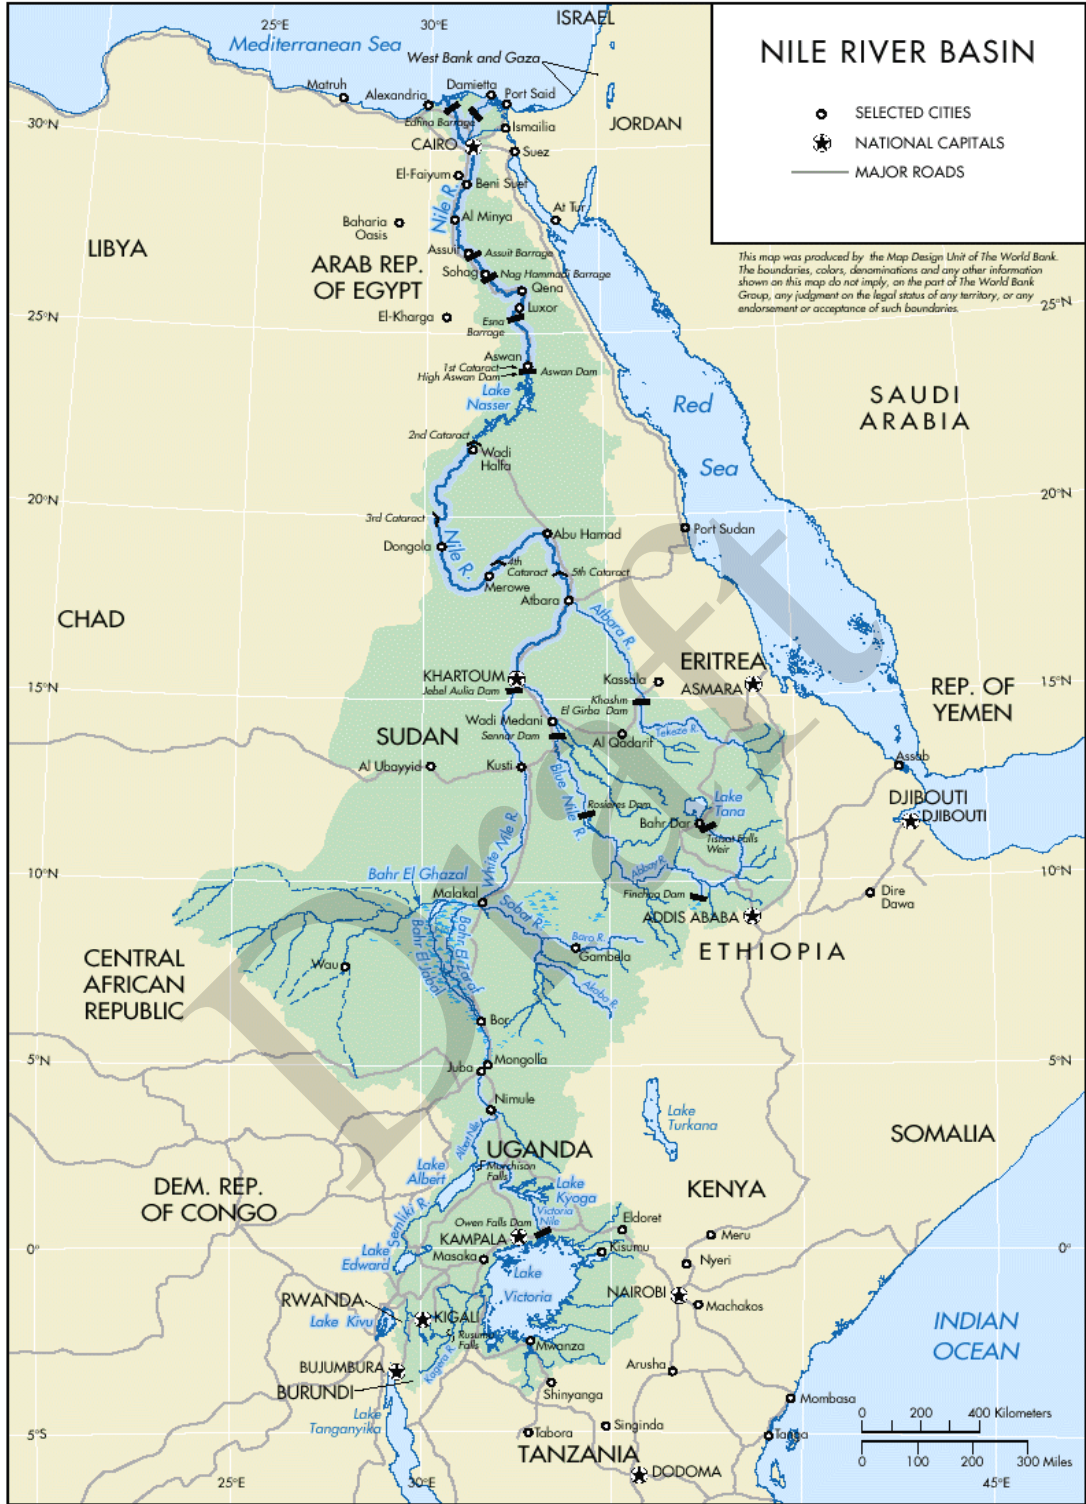 25°E
30°E
ISRAEL
Mediterranean Sea
West Bank and Gaza
NILE RIVER BASIN
SELECTED CITIES
NATIONAL CAPITALS
MAJOR ROADS
Matruh
Alexandria
Damietta
Port Said
30°N
Edfina Barrage
Ismailia
JORDAN
CAIRO
Suez
El-Faiyum
Beni Suef
Nile R.
At Tur
Al Minya
Baharia
Oasis
LIBYA
Assuit
Assuit Barrage
ARAB REP.
OF EGYPT
Sohag
Nag Hammadi Barrage
This map was produced by the Map Design Unit of The World Bank.
The boundaries, colors, denominations and any other information
shown on this map do not imply, on the part of The World Bank
Group, any judgment on the legal status of any territory, or any
endorsement or acceptance of such boundaries.
Qena
Luxor
25°N
25°N
El-Kharga
Esna
Barrage
Aswan
1st Cataract
High Aswan Dam
Aswan Dam
Lake
Nasser
Red
Sea
SAUDI
ARABIA
2nd Cataract
Wadi
Halfa
20°N
20°N
3rd Cataract
Nile R.
Dongola
Abu Hamad
Port Sudan
4th
Cataract
5th Cataract
Merowe
Atbara
Atbara R.
CHAD
KHARTOUM
Jebel Aulia Dam
Kassala
ERITREA
ASMARA
15°N
15°N
Khashm
El Girba Dam
REP. OF
YEMEN
Wadi Medani
Sennar Dam
Al Qadarif
Tekeze R.
SUDAN
Al Ubayyid
Kusti
Assab
Blue Nile R.
Rosieres Dam
Lake
Tana
DJIBOUTI
DJIBOUTI
Bahr Dar
Tishat Falls
Weir
White Nile R.
Abbay R.
10°N
10°N
Bahr El Ghazal
Malakal
Finchaa Dam
Dire
Dawa
Sobat R.
ADDIS ABABA
Baro R.
Gambela
ETHIOPIA
Bahr El Zaraf
Bahr El Jabal
CENTRAL
AFRICAN
REPUBLIC
Wau
Akobo R.
Bor
5°N
5°N
Mongolla
Juba
Nimule
Lake
Turkana
Albert Nile
UGANDA
SOMALIA
Murchison
Falls
Lake
Albert
DEM. REP.
OF CONGO
Lake
Kyoga
KENYA
Semliki R.
Victoria
Nile
Owen Falls Dam
KAMPALA
Eldoret
Meru
0°
0°
Lake
Edward
Masaka
Kisumu
Nyeri
Lake
Victoria
RWANDA
NAIROBI
Machakos
Lake Kivu
KIGALI
Rusumo
Falls
INDIAN
OCEAN
Mwanza
Kagera R.
BUJUMBURA
Arusha
BURUNDI
Shinyanga
Mombasa
Lake
Tanganyika
0 200 400 Kilometers
5°S
Tabora
Singinda
Tanga
TANZANIA
0 100 200 300 Miles
DODOMA
25°E
30°E
45°E
Draft